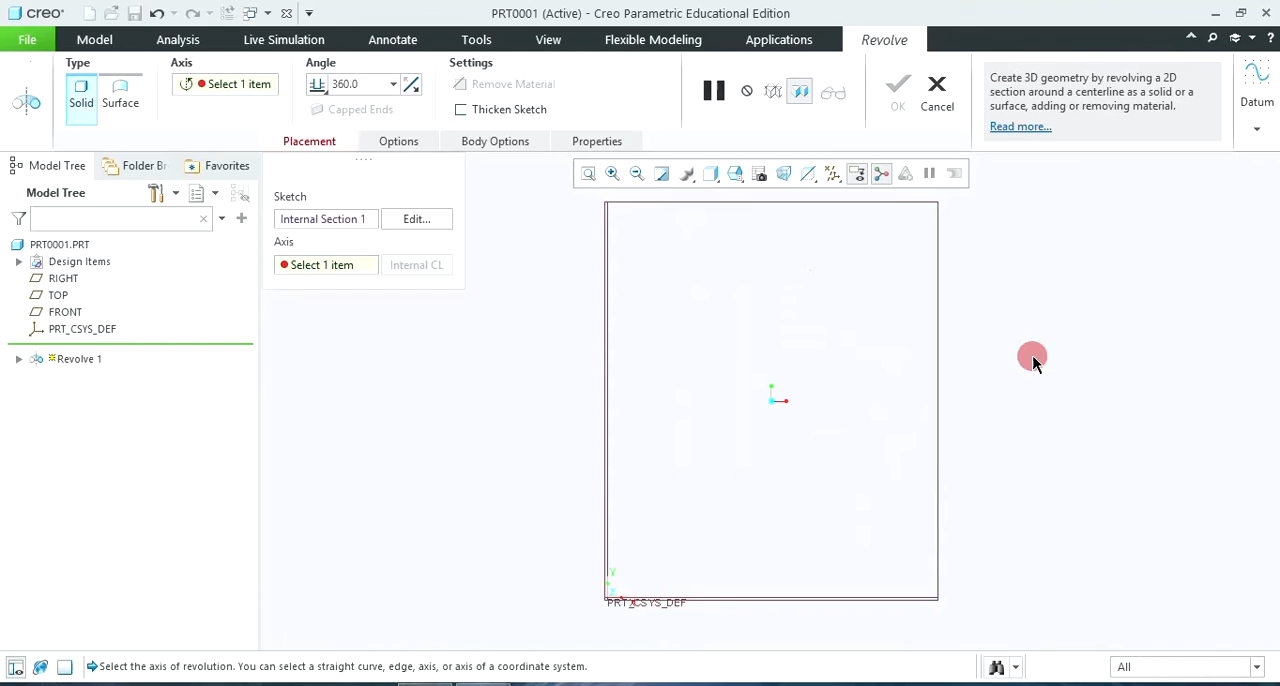 creo® PRT0001 (Active) - Creo Parametric Educational Edition
File Model Analysis Live Simulation Annotate Tools View Flexible Modeling Applications Revolve
Type Axis Angle Settings
Solid Surface Select 1 item 360.0 Remove Material
Capped Ends Thicken Sketch
OK Cancel
Create 3D geometry by revolving a 2D
section around a centerline as a solid or a
surface, adding or removing material.
Read more...
Datum
Placement Options Body Options Properties
Model Tree Folder Br Favorites
Model Tree
PRT0001.PRT
Design Items
RIGHT
TOP
FRONT
PRT_CSYS_DEF
Revolve 1
Sketch
Internal Section 1 Edit...
Axis
Select 1 item Internal CL
PRT_CSYS_DEF
Select the axis of revolution. You can select a straight curve, edge, axis, or axis of a coordinate system.
All